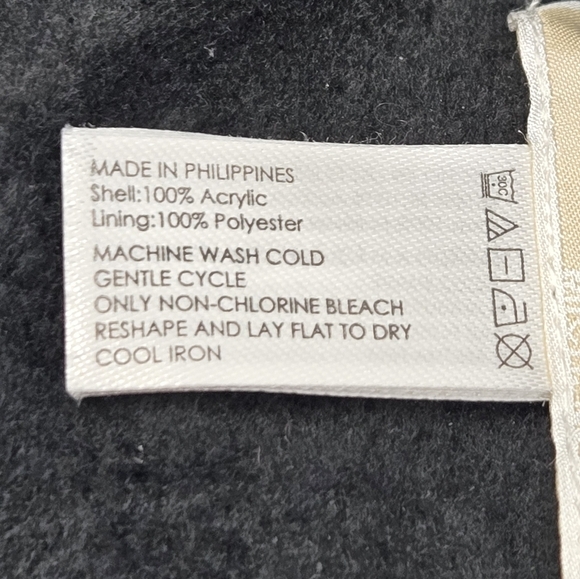 MADE IN PHILIPPINES
Shell:100% Acrylic
Lining:100% Polyester
MACHINE WASH COLD
GENTLE CYCLE
ONLY NON-CHLORINE BLEACH
RESHAPE AND LAY FLAT TO DRY
COOL IRON
30C